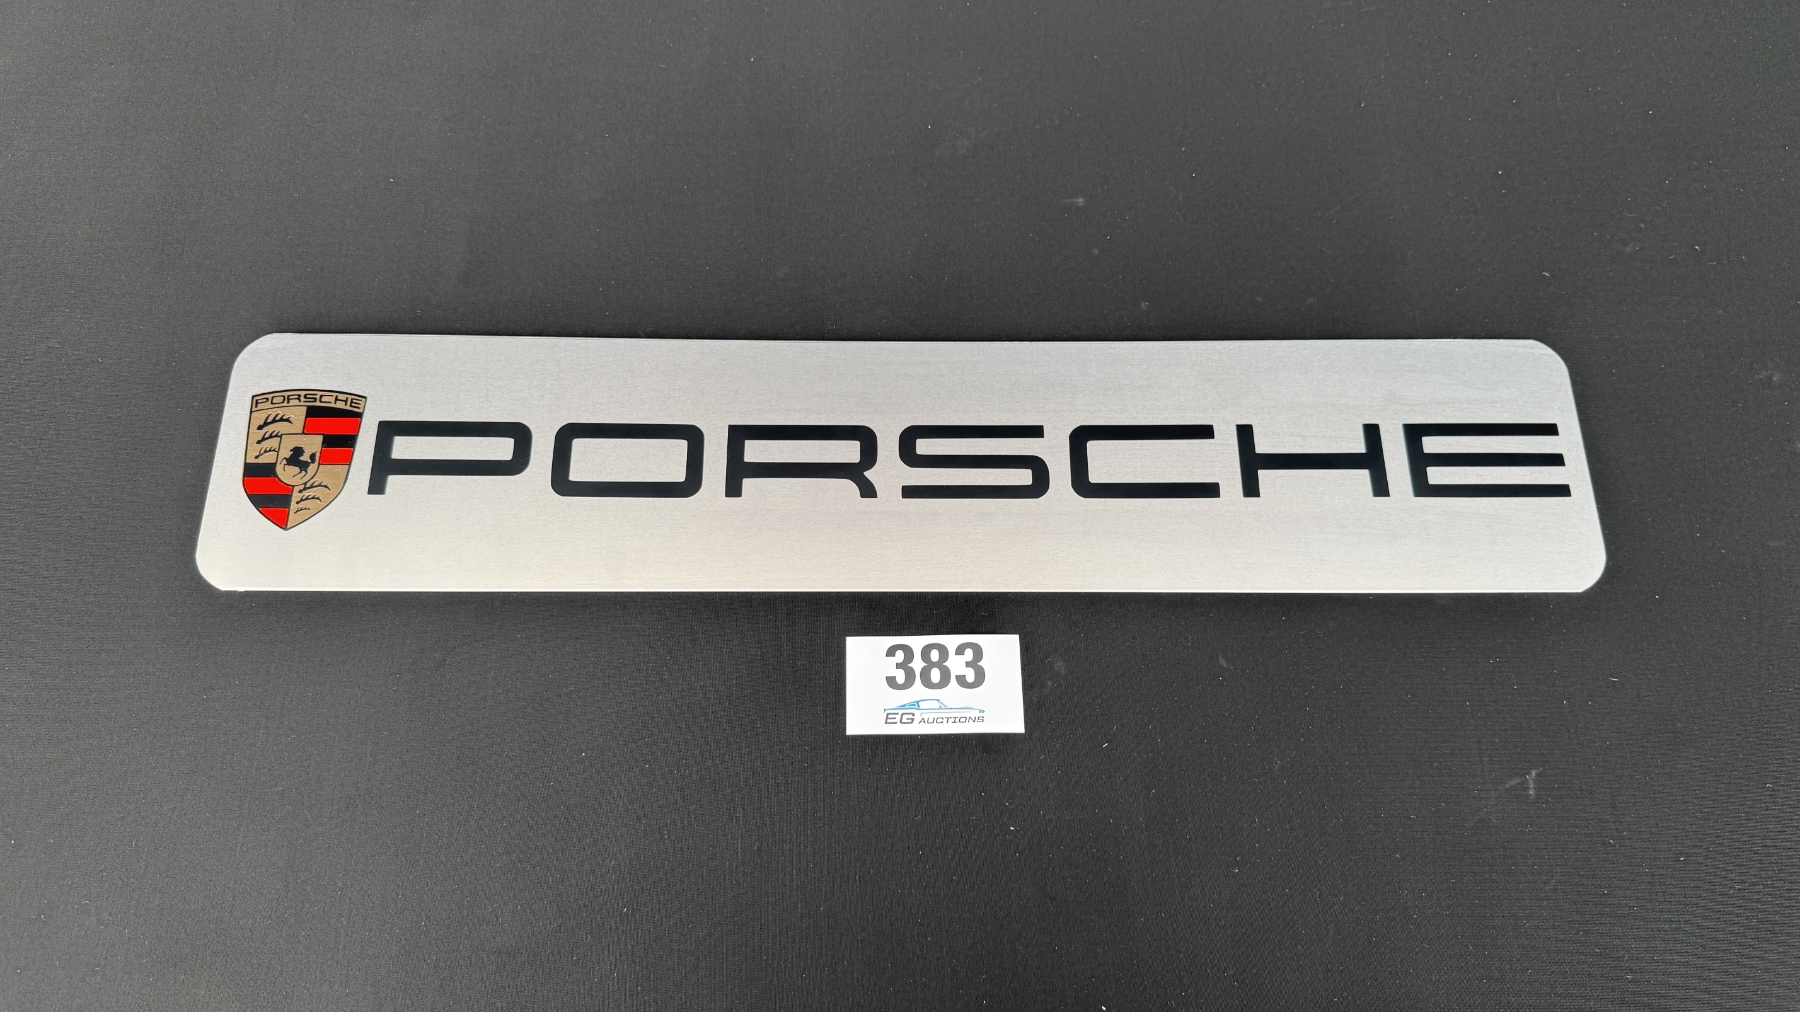 PORSCHE
PORSCHE
383
EG AUCTIONS